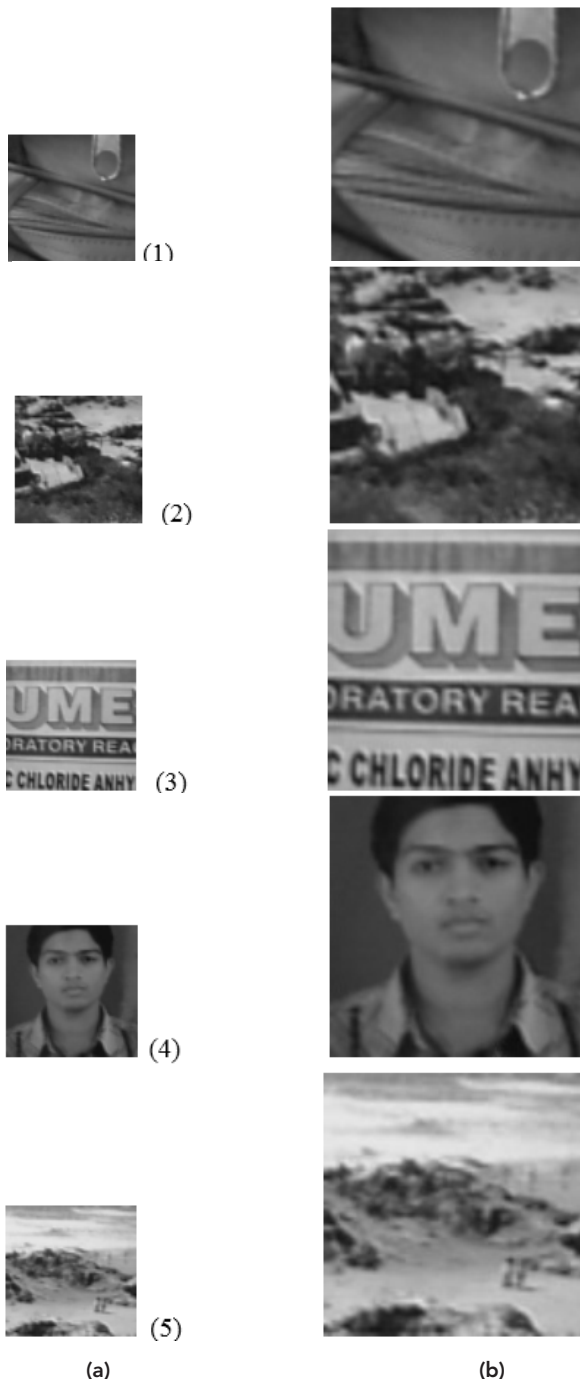 (1)
(2)
UME
ORATORY REA
C CHLORIDE ANHY
UME
ORATORY REA
C CHLORIDE ANHY
(3)
(4)
(5)
(a) (b)